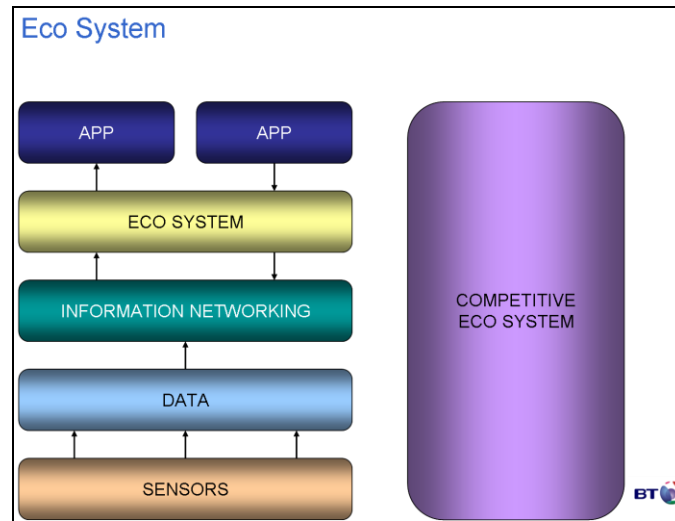 Eco System
APP
APP
ECO SYSTEM
INFORMATION NETWORKING
DATA
SENSORS
COMPETITIVE
ECO SYSTEM
BT